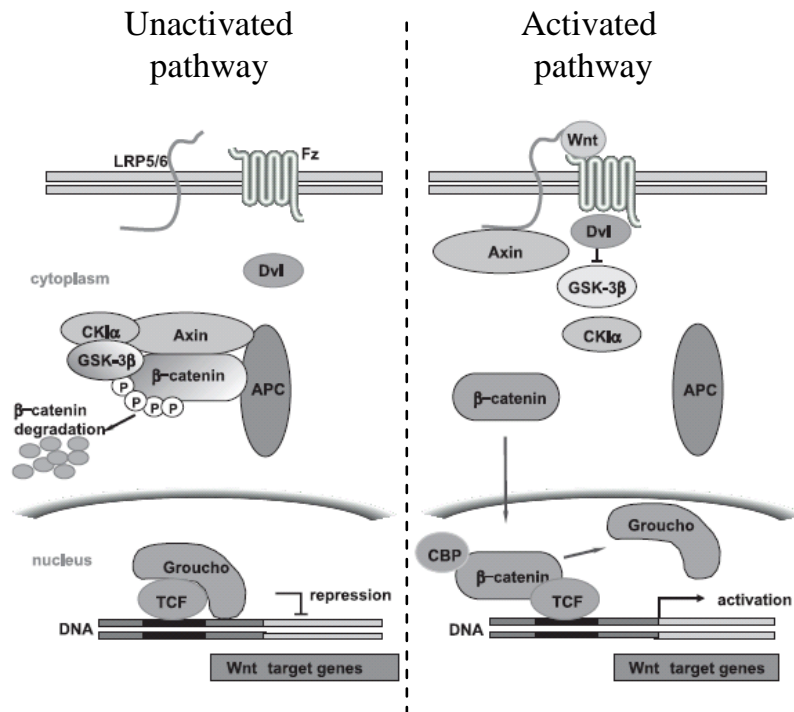 Unactivated
pathway
LRP5/6
Fz
Dvl
cytoplasm
CKIα
Axin
GSK-3β
β-catenin
APC
P
P
P
P
β-catenin
degradation
nucleus
Groucho
TCF
repression
DNA
Wnt target genes
Activated
pathway
Wnt
Dvl
Axin
GSK-3β
CKIα
β-catenin
APC
Groucho
CBP
β-catenin
TCF
activation
DNA
Wnt target genes